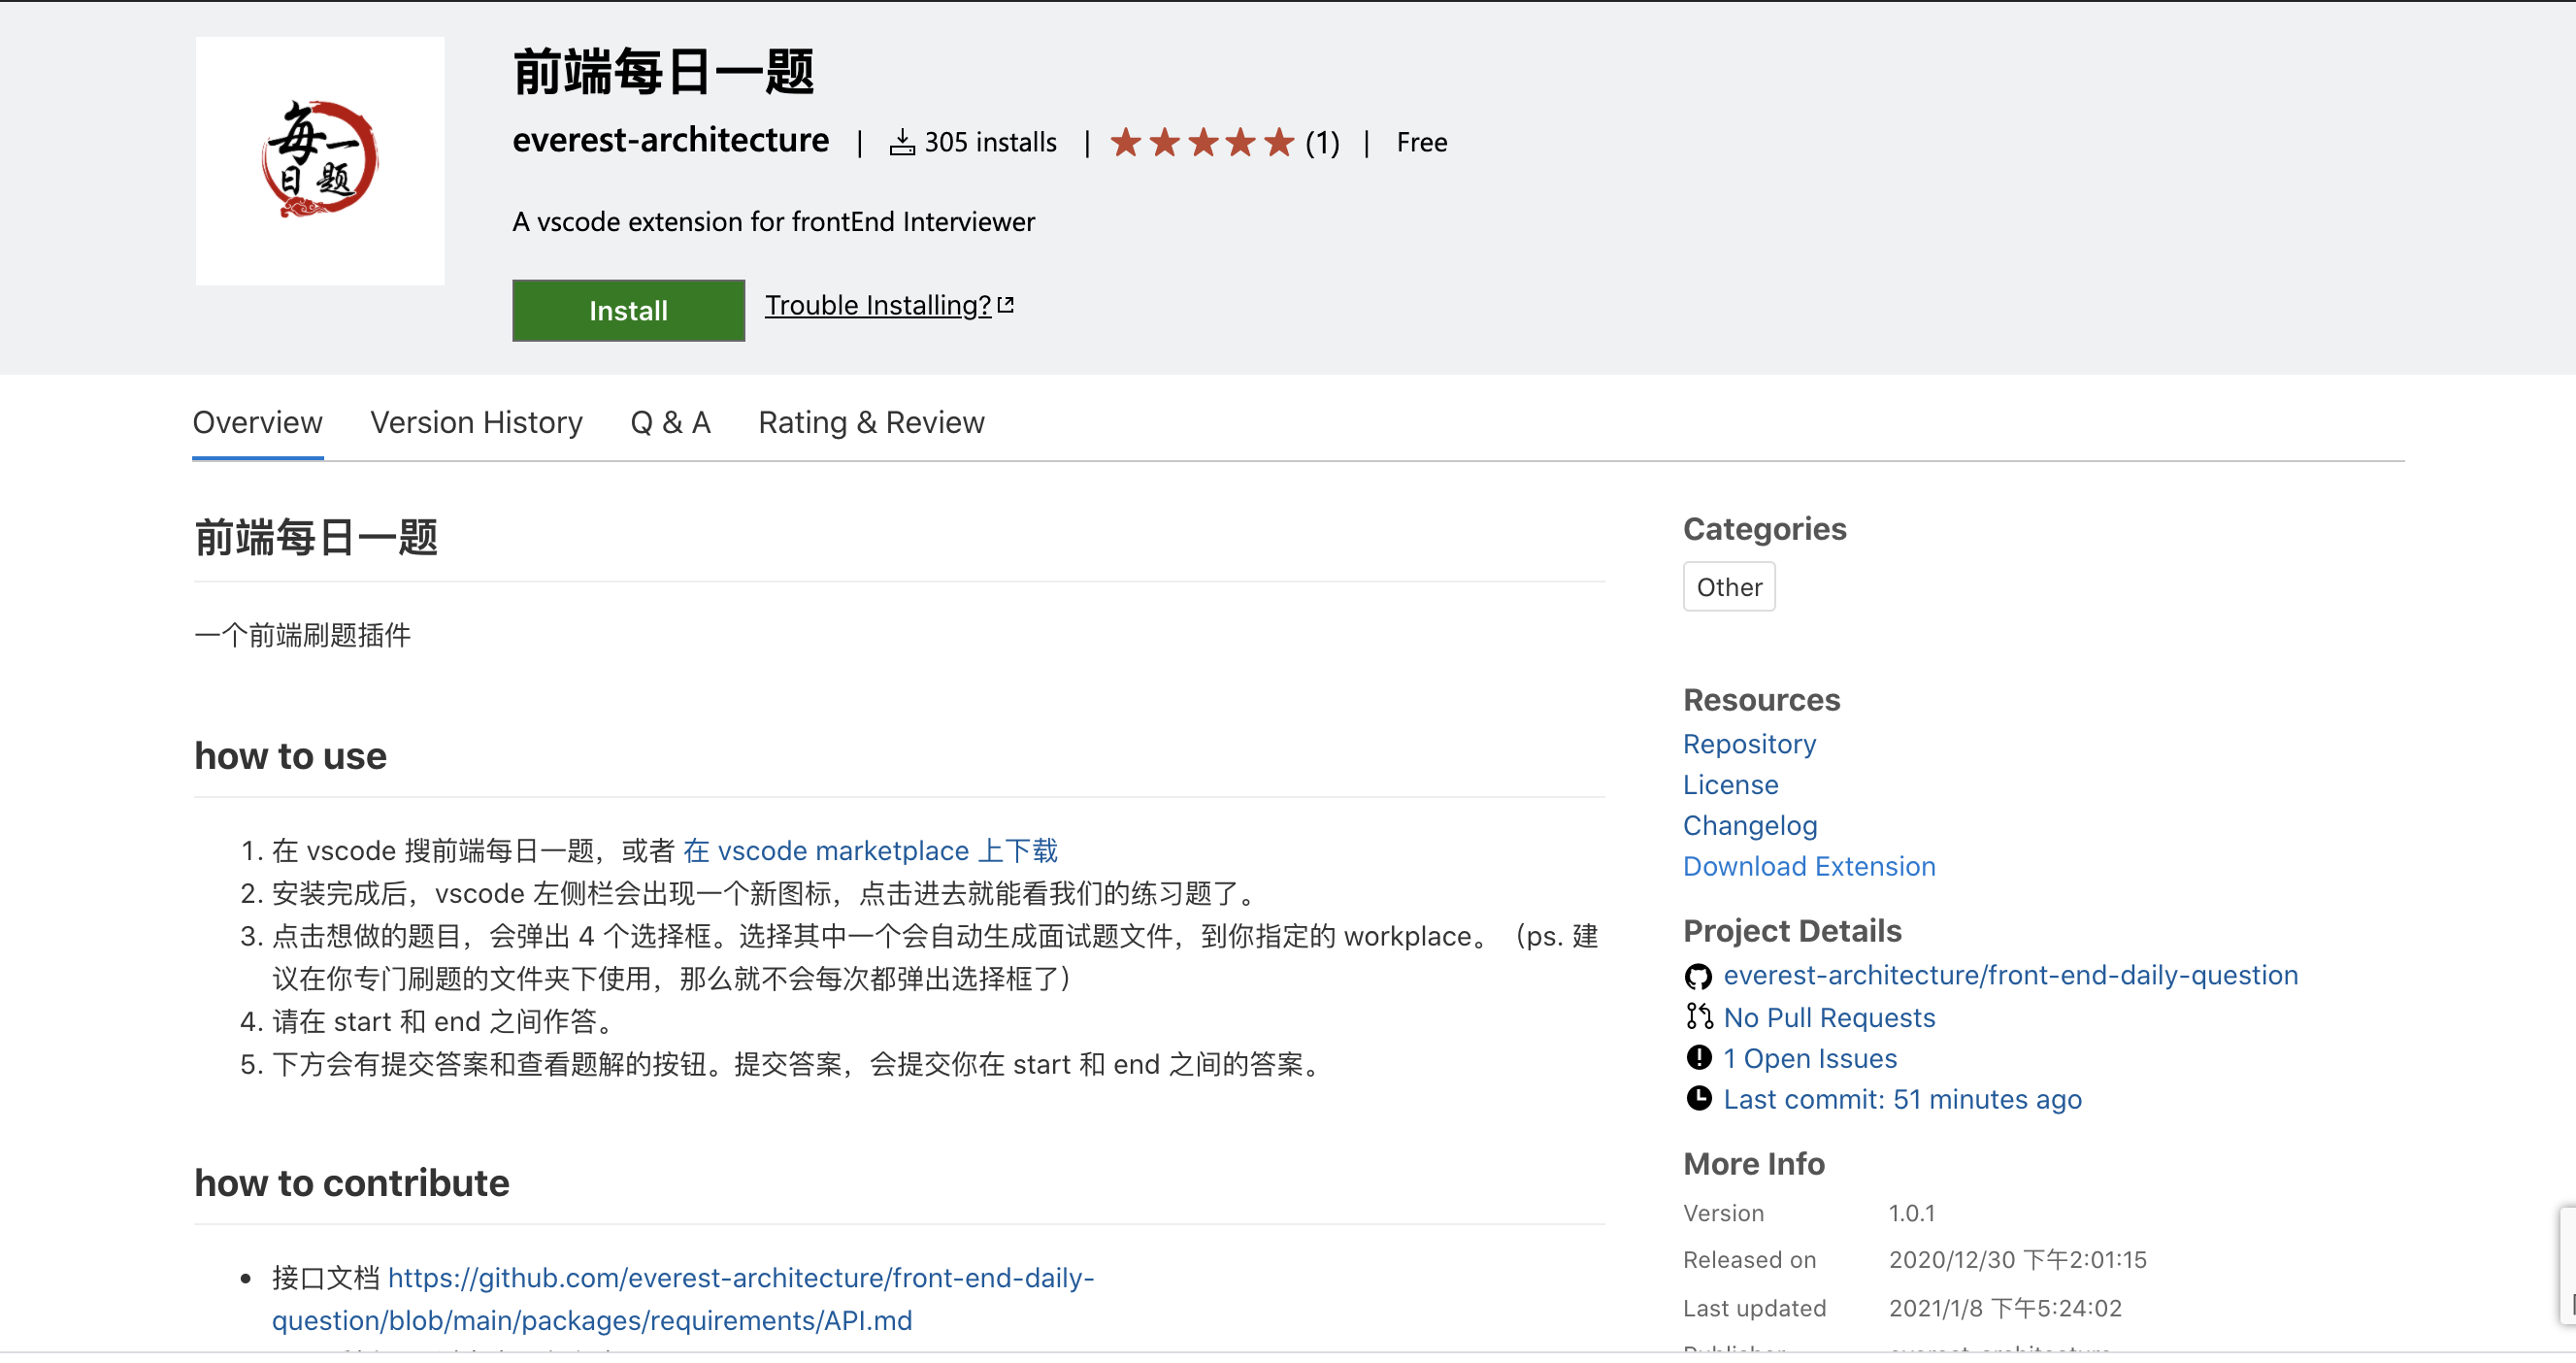 每一
日题
前端每日一题
everest-architecture | 305 installs | (1) | Free
A vscode extension for frontEnd Interviewer
Install
Trouble Installing?
Overview Version History Q & A Rating & Review
前端每日一题
一个前端刷题插件
how to use
1. 在 vscode 搜前端每日一题，或者 在 vscode marketplace 上下载
2. 安装完成后，vscode 左侧栏会出现一个新图标，点击进去就能看我们的练习题了。
3. 点击想做的题目，会弹出 4 个选择框。选择其中一个会自动生成面试题文件，到你指定的 workplace。（ps. 建
议在你专门刷题的文件夹下使用，那么就不会每次都弹出选择框了）
4. 请在 start 和 end 之间作答。
5. 下方会有提交答案和查看题解的按钮。提交答案，会提交你在 start 和 end 之间的答案。
how to contribute
接口文档 https://github.com/everest-architecture/front-end-daily-
question/blob/main/packages/requirements/API.md
Categories
Other
Resources
Repository
License
Changelog
Download Extension
Project Details
everest-architecture/front-end-daily-question
No Pull Requests
1 Open Issues
Last commit: 51 minutes ago
More Info
Version 1.0.1
Released on 2020/12/30 下午2:01:15
Last updated 2021/1/8 下午5:24:02
Publisher everest-architecture